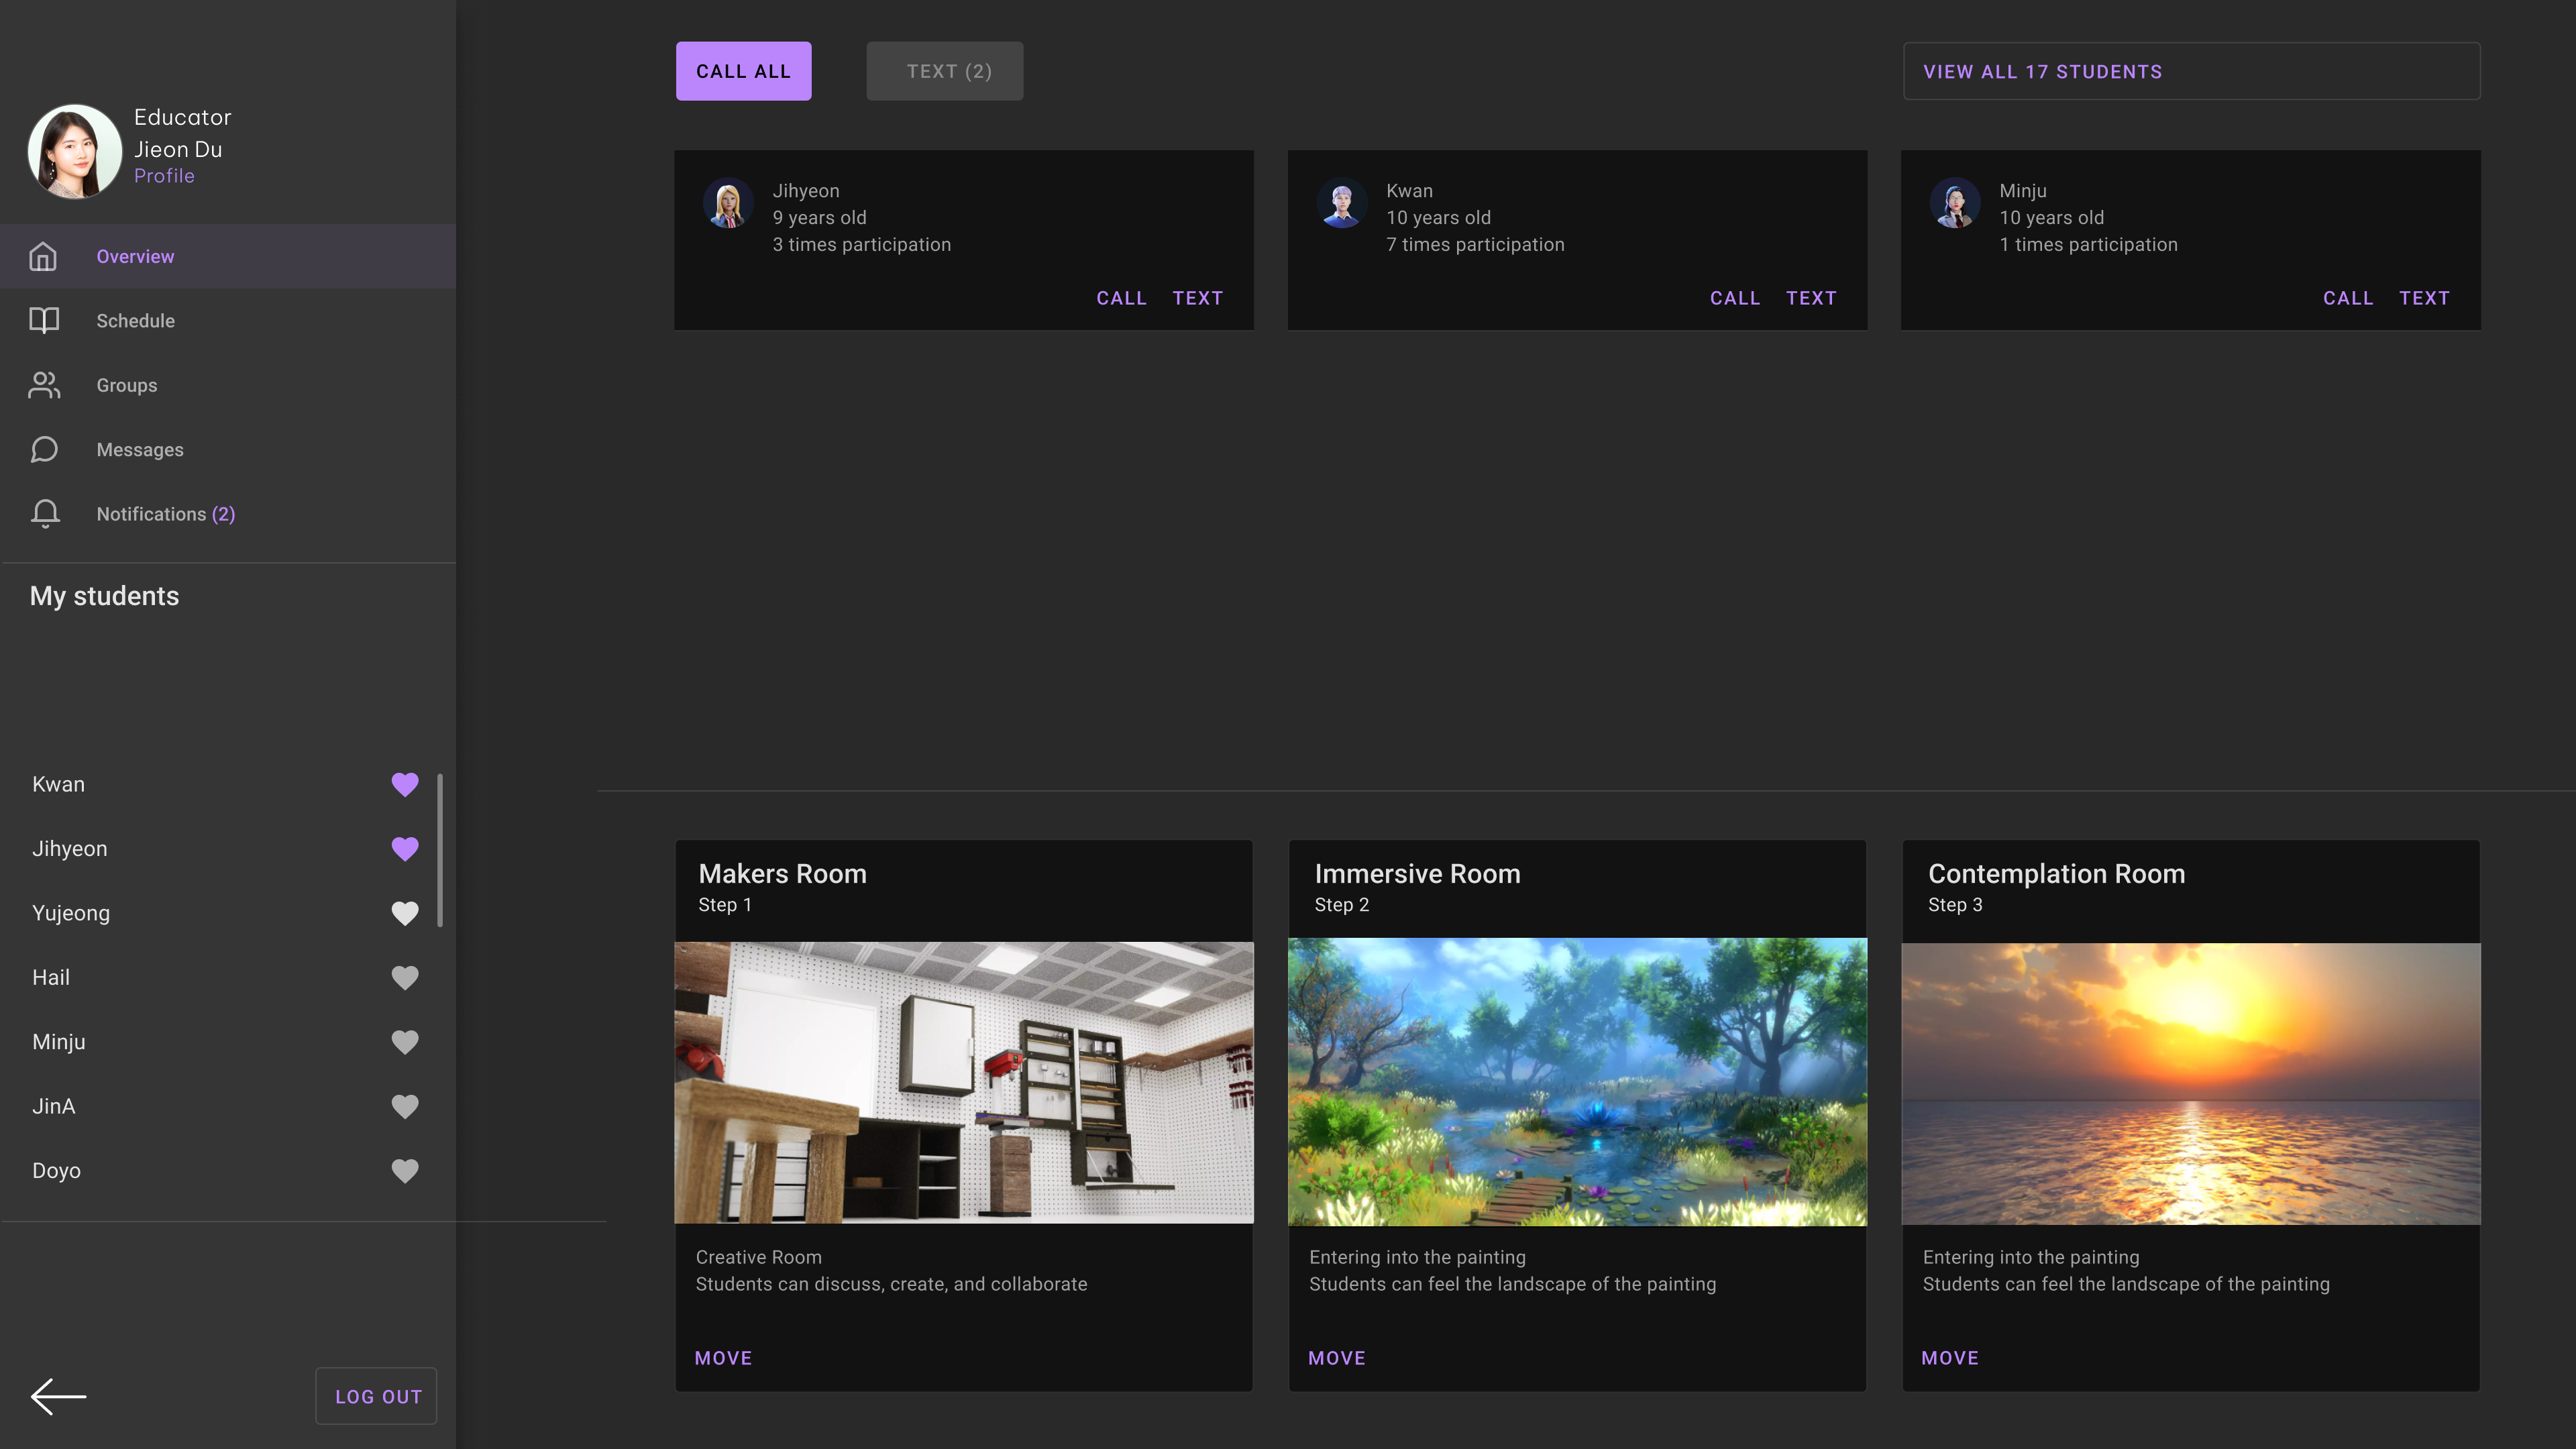 Educator
Jieon Du
Profile
Overview
Schedule
Groups
Messages
Notifications (2)
My students
Kwan
Jihyeon
Yujeong
Hail
Minju
JinA
Doyo
LOG OUT
CALL ALL
TEXT (2)
VIEW ALL 17 STUDENTS
Jihyeon
9 years old
3 times participation
CALL TEXT
Kwan
10 years old
7 times participation
CALL TEXT
Minju
10 years old
1 times participation
CALL TEXT
Makers Room
Step 1
Creative Room
Students can discuss, create, and collaborate
MOVE
Immersive Room
Step 2
Entering into the painting
Students can feel the landscape of the painting
MOVE
Contemplation Room
Step 3
Entering into the painting
Students can feel the landscape of the painting
MOVE